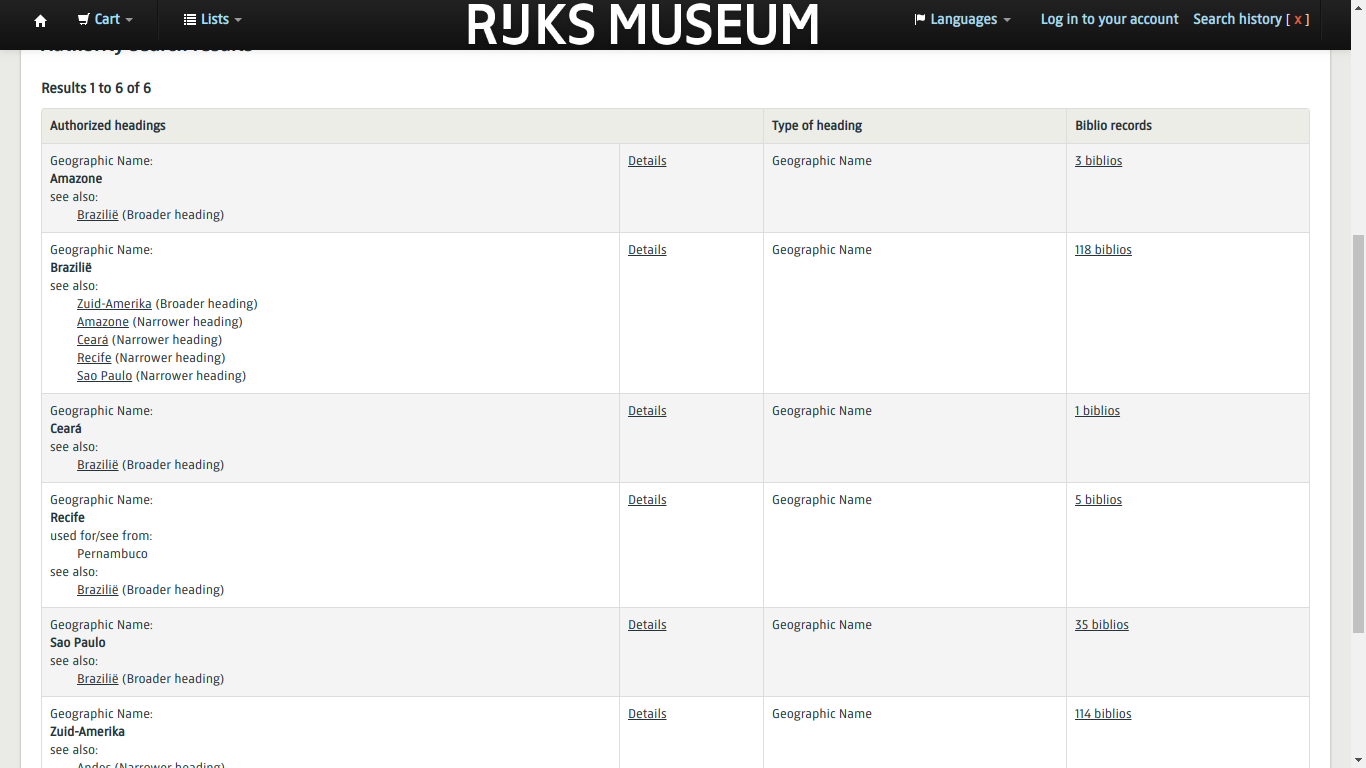 Cart
Lists
RIJKS MUSEUM
Languages
Log in to your account
Search history [ x ]
Authority search results
Results 1 to 6 of 6
Authorized headings Type of heading Biblio records
Geographic Name: Details Geographic Name 3 biblios
Amazone
see also:
Brazilië (Broader heading)
Geographic Name: Details Geographic Name 118 biblios
Brazilië
see also:
Zuid-Amerika (Broader heading)
Amazone (Narrower heading)
Ceará (Narrower heading)
Recife (Narrower heading)
Sao Paulo (Narrower heading)
Geographic Name: Details Geographic Name 1 biblios
Ceará
see also:
Brazilië (Broader heading)
Geographic Name: Details Geographic Name 5 biblios
Recife
used for/see from:
Pernambuco
see also:
Brazilië (Broader heading)
Geographic Name: Details Geographic Name 35 biblios
Sao Paulo
see also:
Brazilië (Broader heading)
Geographic Name: Details Geographic Name 114 biblios
Zuid-Amerika
see also:
Andes (Narrower heading)